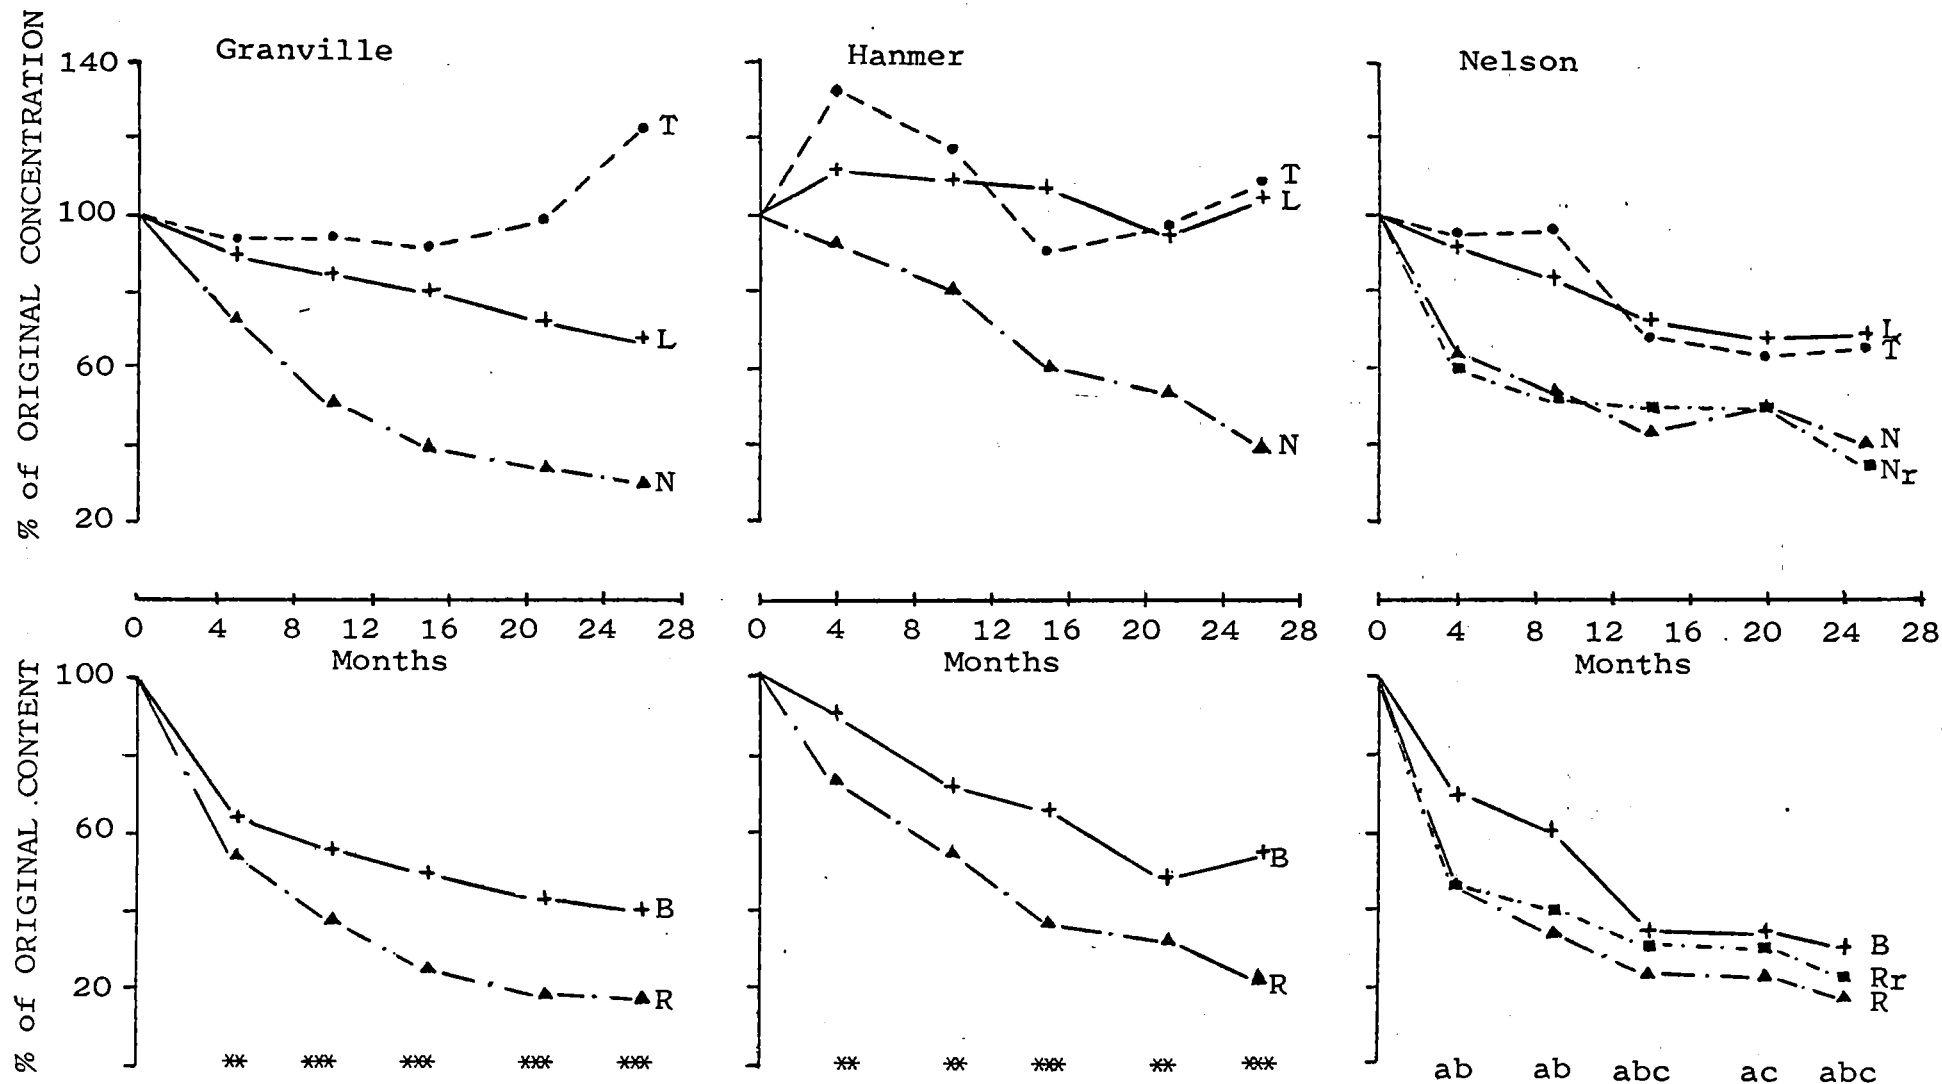 Granville
Hanmer
Nelson
% of ORIGINAL CONCENTRATION
140
100
60
20
T
L
N
T
L
N
L
T
N
Nr
0 4 8 12 16 20 24 28
Months
0 4 8 12 16 20 24 28
Months
0 4 8 12 16 20 24 28
Months
% of ORIGINAL CONTENT
100
60
20
B
R
B
R
B
Rr
R
** *** *** *** ***
** ** *** ** ***
ab ab abc ac abc